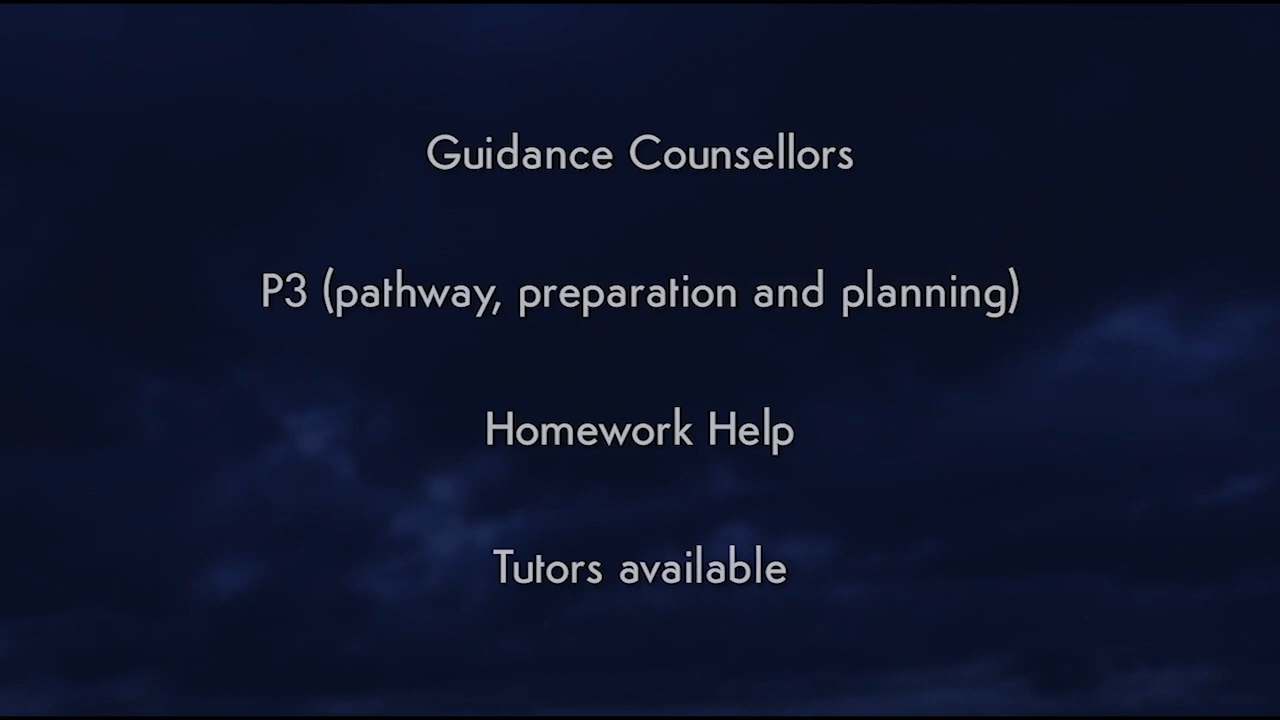 Guidance Counsellors
P3 (pathway, preparation and planning)
Homework Help
Tutors available